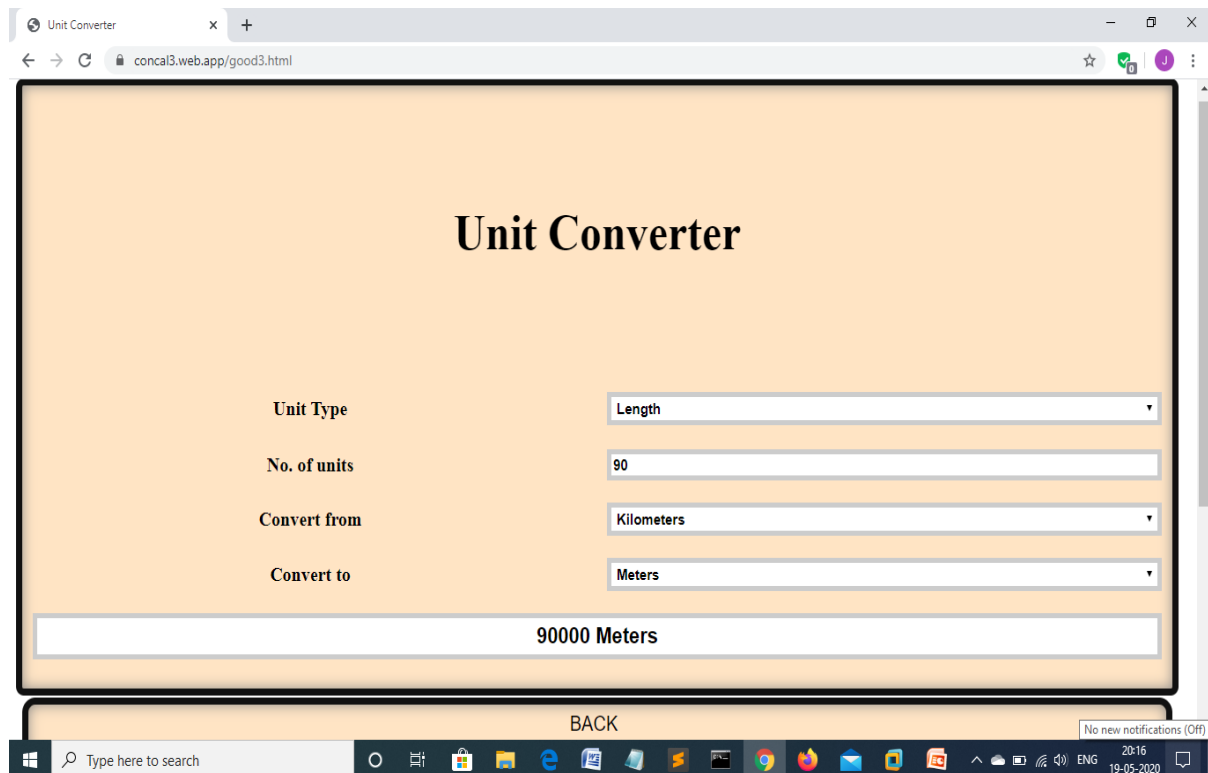 Unit Converter
concal3.web.app/good3.html
0
J
Unit Converter
Unit Type
Length
No. of units
90
Convert from
Kilometers
Convert to
Meters
90000 Meters
BACK
No new notifications (Off)
Type here to search
ENG
20:16
19-05-2020